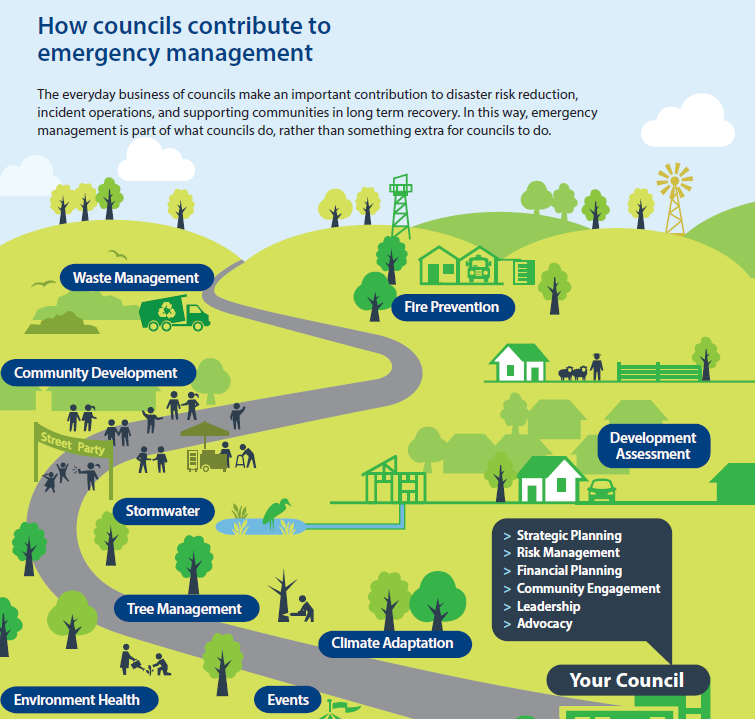 How councils contribute to
emergency management
The everyday business of councils make an important contribution to disaster risk reduction,
incident operations, and supporting communities in long term recovery. In this way, emergency
management is part of what councils do, rather than something extra for councils to do.
Waste Management
Fire Prevention
Community Development
Street Party
Development
Assessment
Stormwater
> Strategic Planning
> Risk Management
> Financial Planning
> Community Engagement
> Leadership
> Advocacy
Tree Management
Climate Adaptation
Your Council
Environment Health
Events